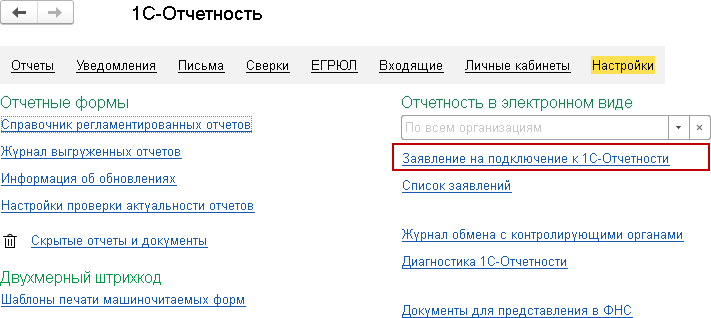 1С-Отчетность
Отчеты Уведомления Письма Сверки ЕГРЮЛ Входящие Личные кабинеты Настройки
Отчетные формы
Справочник регламентированных отчетов
Журнал выгруженных отчетов
Информация об обновлениях
Настройки проверки актуальности отчетов
Скрытые отчеты и документы
Двухмерный штрихкод
Шаблоны печати машиночитаемых форм
Отчетность в электронном виде
По всем организациям
Заявление на подключение к 1С-Отчетности
Список заявлений
Журнал обмена с контролирующими органами
Диагностика 1С-Отчетности
Документы для представления в ФНС